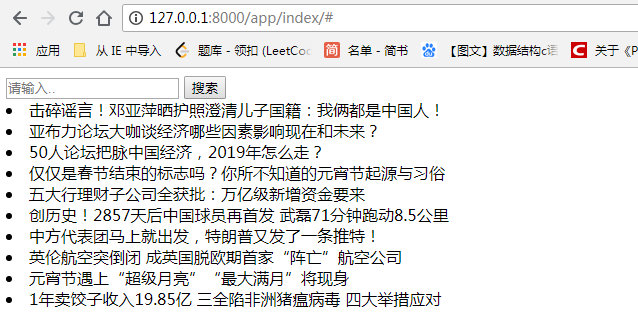 127.0.0.1:8000/app/index/#
应用 从 IE 中导入 题库 - 领扣 (LeetCo 简 名单 - 简书 【图文】数据结构c语 C 关于《P
请输入.. 搜索
击碎谣言！邓亚萍晒护照澄清儿子国籍：我俩都是中国人！
亚布力论坛大咖谈经济哪些因素影响现在和未来？
50人论坛把脉中国经济，2019年怎么走？
仅仅是春节结束的标志吗？你所不知道的元宵节起源与习俗
五大行理财子公司全获批：万亿级新增资金要来
创历史！2857天后中国球员再首发 武磊71分钟跑动8.5公里
中方代表团马上就出发，特朗普又发了一条推特！
英伦航空突倒闭 成英国脱欧期首家“阵亡”航空公司
元宵节遇上“超级月亮”“最大满月”将现身
1年卖饺子收入19.85亿 三全陷非洲猪瘟病毒 四大举措应对